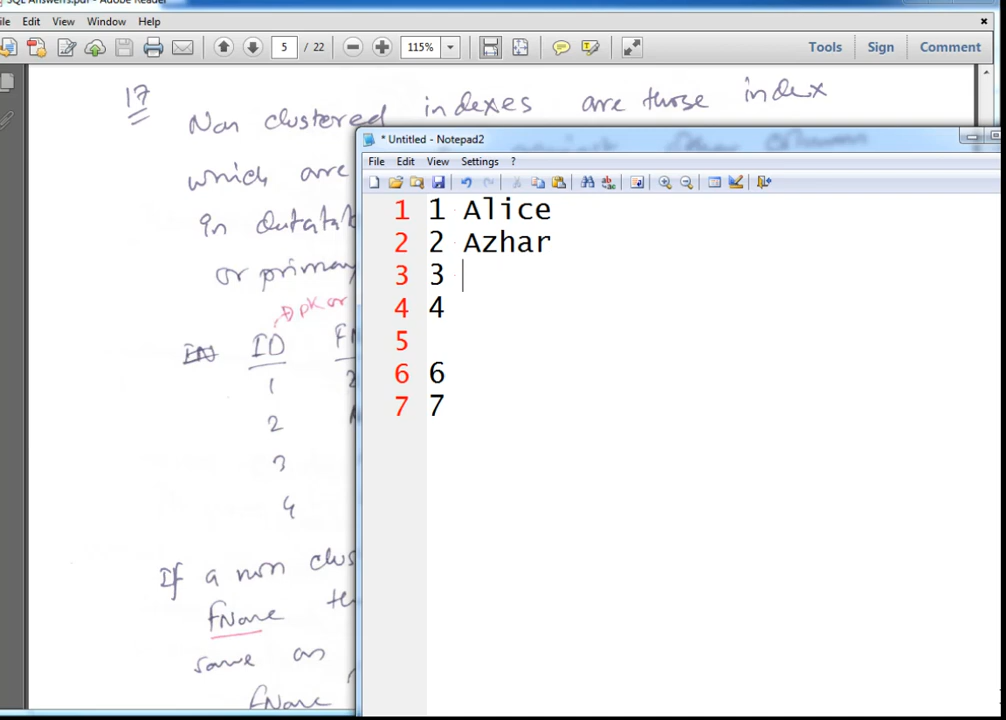 SQL Answers.pdf - Adobe Reader
File Edit View Window Help
5 / 22 115% Tools Sign Comment
17
Non clustered indexes are those index
which are
in
or primary
* Untitled - Notepad2
File Edit View Settings ?
1 1 Alice
2 2 Azhar
3 3
4 4
5
6 6
7 7
pk or
ID
1
2
3
4
If a non clus
fName
same as
fName